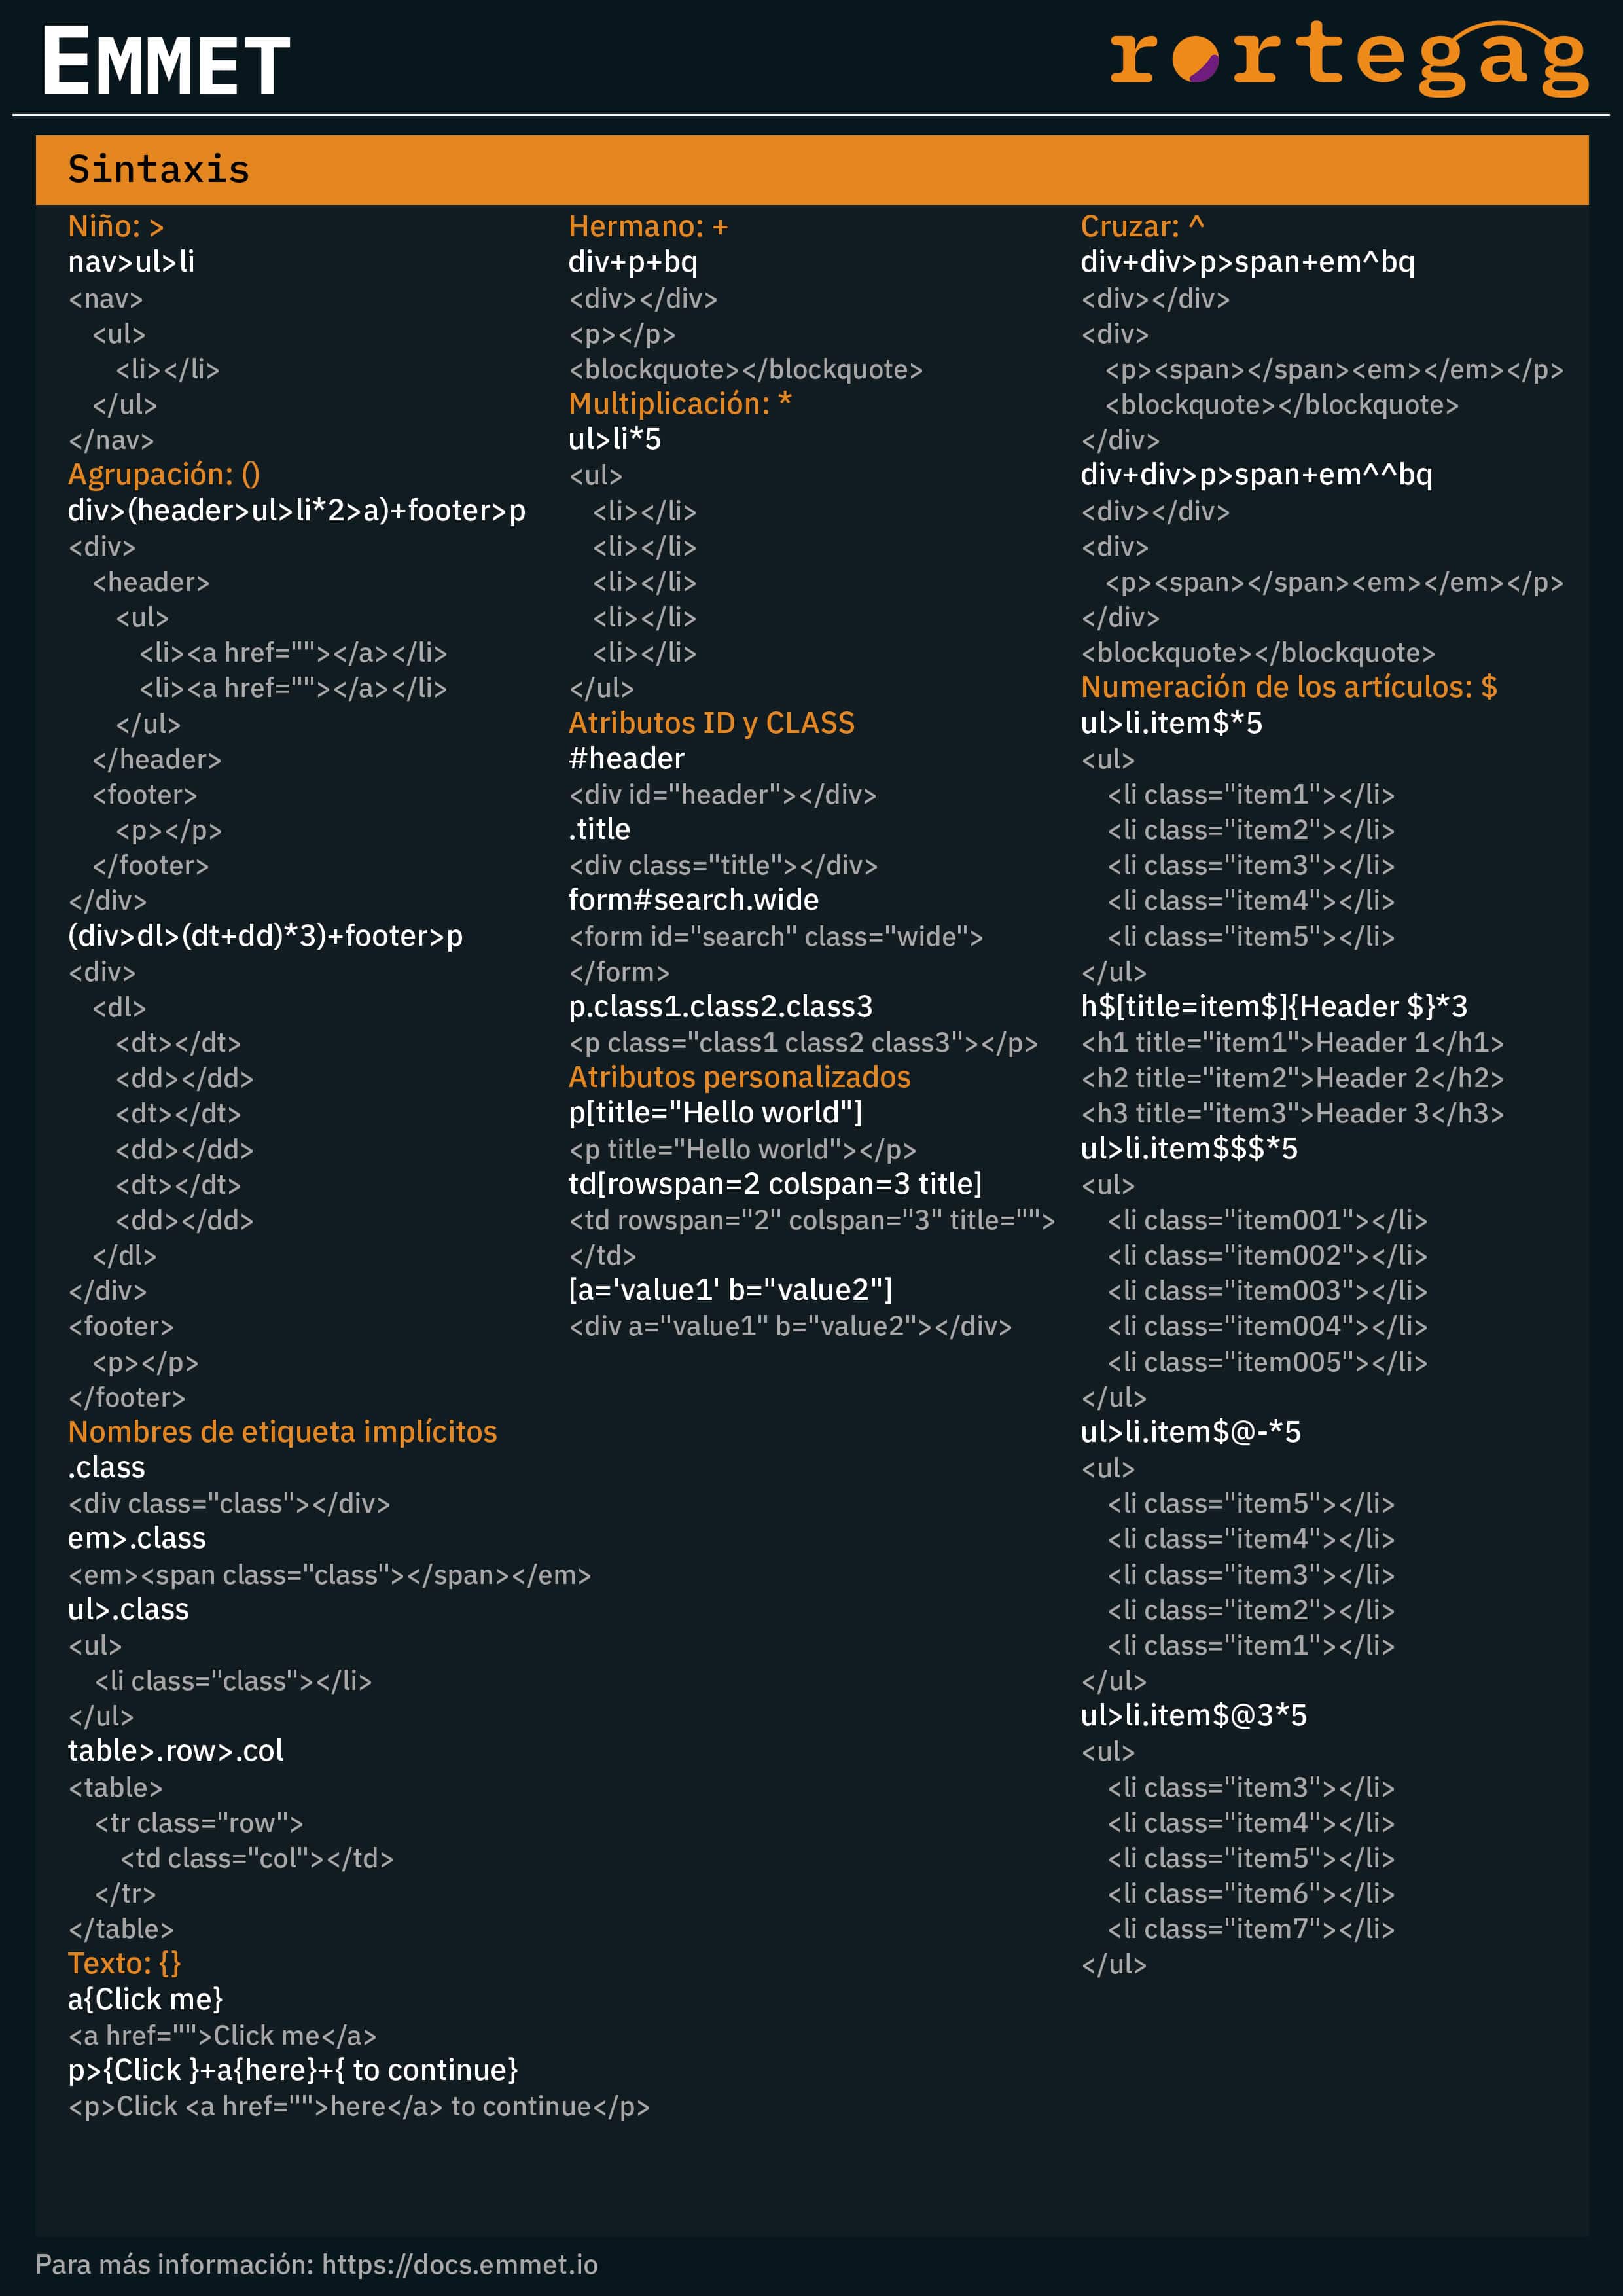 EMMET
rortegag
Sintaxis
Niño: >
nav>ul>li
<nav>
<ul>
<li></li>
</ul>
</nav>
Agrupación: ()
div>(header>ul>li*2>a)+footer>p
<div>
<header>
<ul>
<li><a href=""></a></li>
<li><a href=""></a></li>
</ul>
</header>
<footer>
<p></p>
</footer>
</div>
(div>dl>(dt+dd)*3)+footer>p
<div>
<dl>
<dt></dt>
<dd></dd>
<dt></dt>
<dd></dd>
<dt></dt>
<dd></dd>
</dl>
</div>
<footer>
<p></p>
</footer>
Nombres de etiqueta implícitos
.class
<div class="class"></div>
em>.class
<em><span class="class"></span></em>
ul>.class
<ul>
<li class="class"></li>
</ul>
table>.row>.col
<table>
<tr class="row">
<td class="col"></td>
</tr>
</table>
Texto: {}
a{Click me}
<a href="">Click me</a>
p>{Click }+a{here}+{ to continue}
<p>Click <a href="">here</a> to continue</p>
Hermano: +
div+p+bq
<div></div>
<p></p>
<blockquote></blockquote>
Multiplicación: *
ul>li*5
<ul>
<li></li>
<li></li>
<li></li>
<li></li>
<li></li>
</ul>
Atributos ID y CLASS
#header
<div id="header"></div>
.title
<div class="title"></div>
form#search.wide
<form id="search" class="wide">
</form>
p.class1.class2.class3
<p class="class1 class2 class3"></p>
Atributos personalizados
p[title="Hello world"]
<p title="Hello world"></p>
td[rowspan=2 colspan=3 title]
<td rowspan="2" colspan="3" title="">
</td>
[a='value1' b="value2"]
<div a="value1" b="value2"></div>
Cruzar: ^
div+div>p>span+em^bq
<div></div>
<div>
<p><span></span><em></em></p>
<blockquote></blockquote>
</div>
div+div>p>span+em^^bq
<div></div>
<div>
<p><span></span><em></em></p>
</div>
<blockquote></blockquote>
Numeración de los artículos: $
ul>li.item$*5
<ul>
<li class="item1"></li>
<li class="item2"></li>
<li class="item3"></li>
<li class="item4"></li>
<li class="item5"></li>
</ul>
h$[title=item$]{Header $}*3
<h1 title="item1">Header 1</h1>
<h2 title="item2">Header 2</h2>
<h3 title="item3">Header 3</h3>
ul>li.item$$$*5
<ul>
<li class="item001"></li>
<li class="item002"></li>
<li class="item003"></li>
<li class="item004"></li>
<li class="item005"></li>
</ul>
ul>li.item$@-*5
<ul>
<li class="item5"></li>
<li class="item4"></li>
<li class="item3"></li>
<li class="item2"></li>
<li class="item1"></li>
</ul>
ul>li.item$@3*5
<ul>
<li class="item3"></li>
<li class="item4"></li>
<li class="item5"></li>
<li class="item6"></li>
<li class="item7"></li>
</ul>
Para más información: https://docs.emmet.io